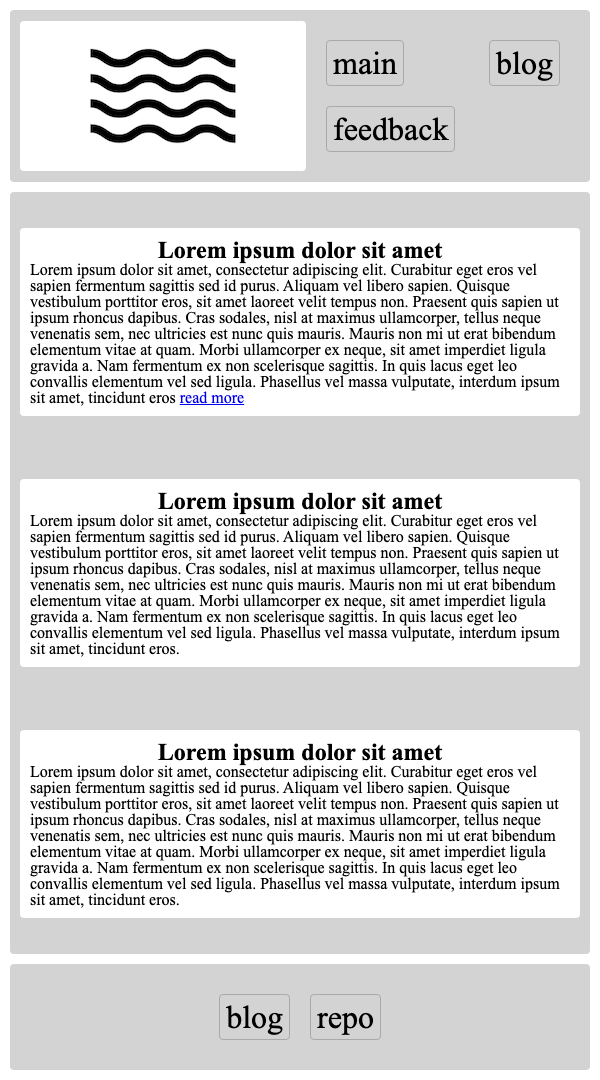 main
blog
feedback
Lorem ipsum dolor sit amet
Lorem ipsum dolor sit amet, consectetur adipiscing elit. Curabitur eget eros vel
sapien fermentum sagittis sed id purus. Aliquam vel libero sapien. Quisque
vestibulum porttitor eros, sit amet laoreet velit tempus non. Praesent quis sapien ut
ipsum rhoncus dapibus. Cras sodales, nisl at maximus ullamcorper, tellus neque
venenatis sem, nec ultricies est nunc quis mauris. Mauris non mi ut erat bibendum
elementum vitae at quam. Morbi ullamcorper ex neque, sit amet imperdiet ligula
gravida a. Nam fermentum ex non scelerisque sagittis. In quis lacus eget leo
convallis elementum vel sed ligula. Phasellus vel massa vulputate, interdum ipsum
sit amet, tincidunt eros read more
Lorem ipsum dolor sit amet
Lorem ipsum dolor sit amet, consectetur adipiscing elit. Curabitur eget eros vel
sapien fermentum sagittis sed id purus. Aliquam vel libero sapien. Quisque
vestibulum porttitor eros, sit amet laoreet velit tempus non. Praesent quis sapien ut
ipsum rhoncus dapibus. Cras sodales, nisl at maximus ullamcorper, tellus neque
venenatis sem, nec ultricies est nunc quis mauris. Mauris non mi ut erat bibendum
elementum vitae at quam. Morbi ullamcorper ex neque, sit amet imperdiet ligula
gravida a. Nam fermentum ex non scelerisque sagittis. In quis lacus eget leo
convallis elementum vel sed ligula. Phasellus vel massa vulputate, interdum ipsum
sit amet, tincidunt eros.
Lorem ipsum dolor sit amet
Lorem ipsum dolor sit amet, consectetur adipiscing elit. Curabitur eget eros vel
sapien fermentum sagittis sed id purus. Aliquam vel libero sapien. Quisque
vestibulum porttitor eros, sit amet laoreet velit tempus non. Praesent quis sapien ut
ipsum rhoncus dapibus. Cras sodales, nisl at maximus ullamcorper, tellus neque
venenatis sem, nec ultricies est nunc quis mauris. Mauris non mi ut erat bibendum
elementum vitae at quam. Morbi ullamcorper ex neque, sit amet imperdiet ligula
gravida a. Nam fermentum ex non scelerisque sagittis. In quis lacus eget leo
convallis elementum vel sed ligula. Phasellus vel massa vulputate, interdum ipsum
sit amet, tincidunt eros.
blog
repo